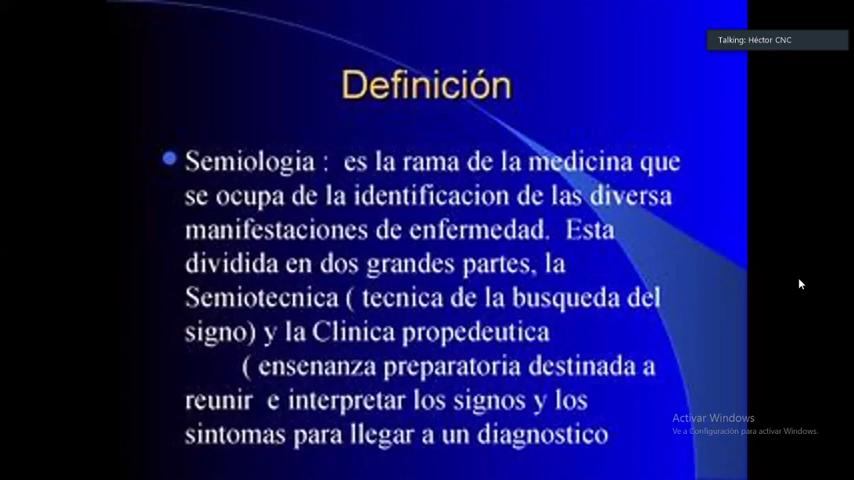 Talking: Héctor CNC
Definición
Semiologia : es la rama de la medicina que
se ocupa de la identificacion de las diversa
manifestaciones de enfermedad. Esta
dividida en dos grandes partes, la
Semiotecnica ( tecnica de la busqueda del
signo) y la Clinica propedeutica
( ensenanza preparatoria destinada a
reunir e interpretar los signos y los
sintomas para llegar a un diagnostico
Activar Windows
Ve a Configuración para activar Windows.